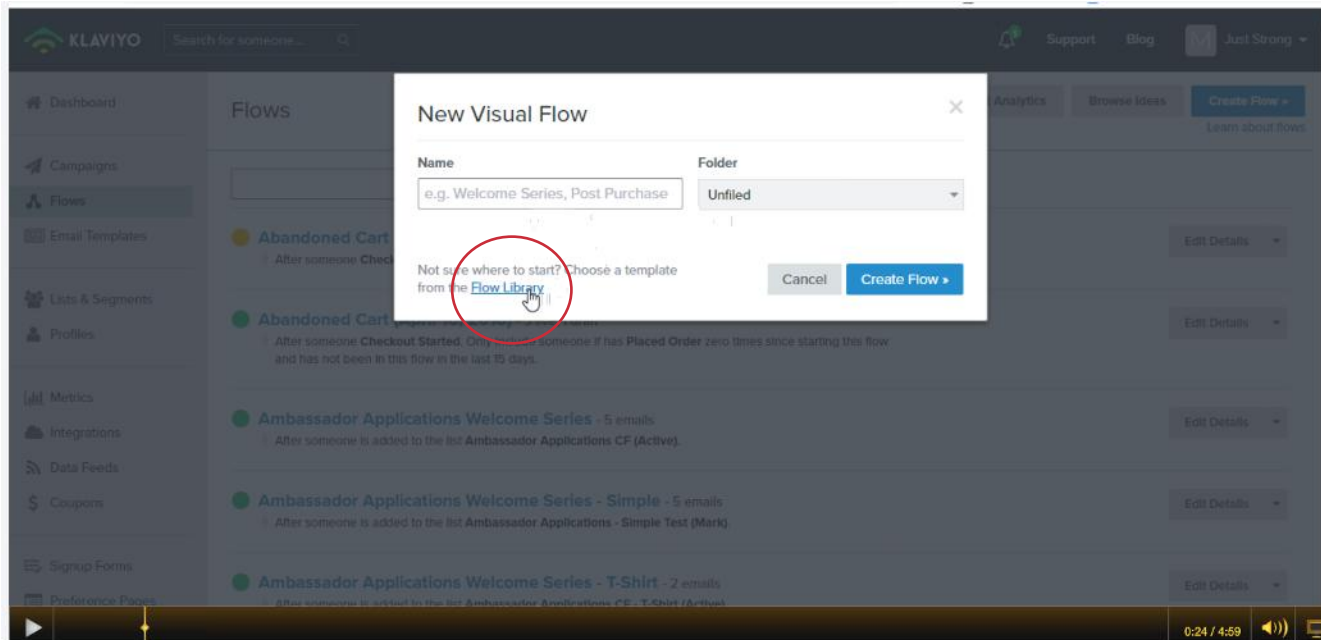 KLAVIYO
Search for someone...
Support
Blog
Just Strong
Dashboard
Campaigns
Flows
Email Templates
Lists & Segments
Profiles
Metrics
Integrations
Data Feeds
$ Coupons
Signup Forms
Preference Pages
Flows
Analytics
Browse Ideas
Create Flow »
Learn about flows
New Visual Flow
×
Name
Folder
e.g. Welcome Series, Post Purchase
Unfiled
Not sure where to start? Choose a template
from the Flow Library
Cancel
Create Flow »
Abandoned Cart
After someone Check
Edit Details
Abandoned Cart
After someone Checkout Started. Only include someone if has Placed Order zero times since starting this flow
and has not been in this flow in the last 15 days.
Edit Details
Ambassador Applications Welcome Series - 5 emails
After someone is added to the list Ambassador Applications CF (Active).
Edit Details
Ambassador Applications Welcome Series - Simple - 5 emails
After someone is added to the list Ambassador Applications - Simple Test (Mark).
Edit Details
Ambassador Applications Welcome Series - T-Shirt - 2 emails
After someone is added to the list Ambassador Applications CF - T-Shirt (Active)
Edit Details
0:24 / 4:59